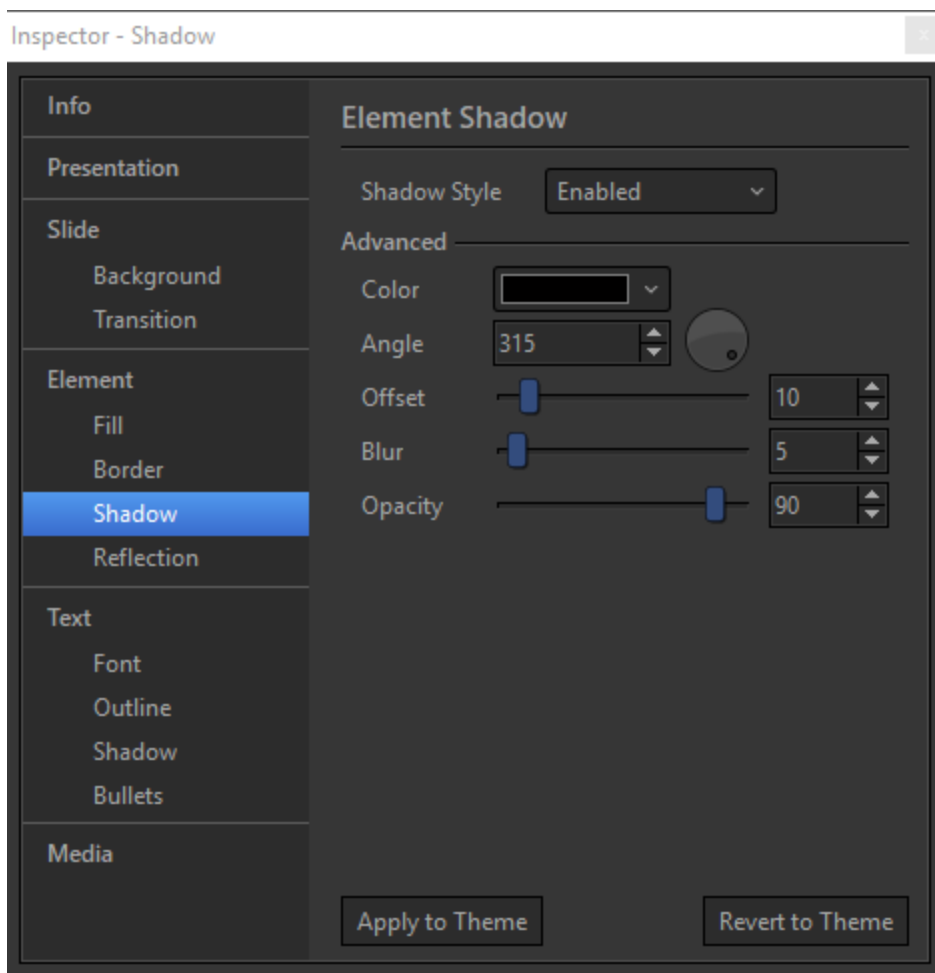 Inspector - Shadow
x
Info
Presentation
Slide
Background
Transition
Element
Fill
Border
Shadow
Reflection
Text
Font
Outline
Shadow
Bullets
Media
Element Shadow
Shadow Style Enabled
Advanced
Color
Angle 315
Offset 10
Blur 5
Opacity 90
Apply to Theme Revert to Theme